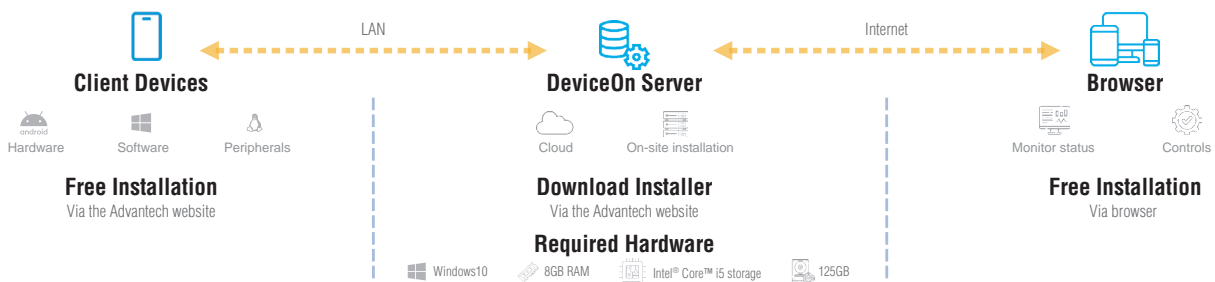 LAN
Internet
Client Devices
DeviceOn Server
Browser
android
Hardware
Software
Peripherals
Cloud
On-site installation
Monitor status
Controls
Free Installation
Via the Advantech website
Download Installer
Via the Advantech website
Free Installation
Via browser
Required Hardware
Windows10
8GB RAM
Intel® Core™ i5 storage
125GB